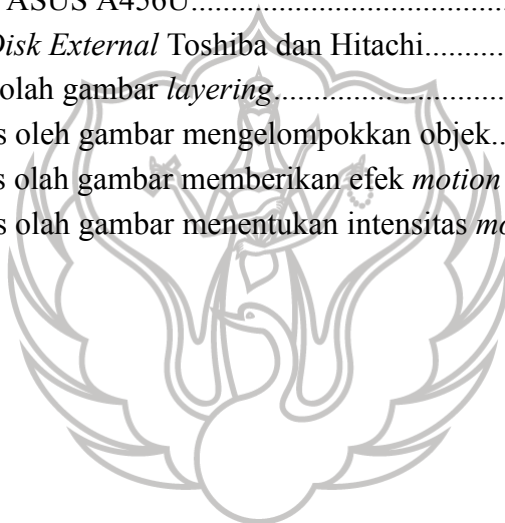 ASUS A456U..........................................
Disk External Toshiba dan Hitachi...........
olah gambar layering..............................
s oleh gambar mengelompokkan objek..
s olah gambar memberikan efek motion
s olah gambar menentukan intensitas mo